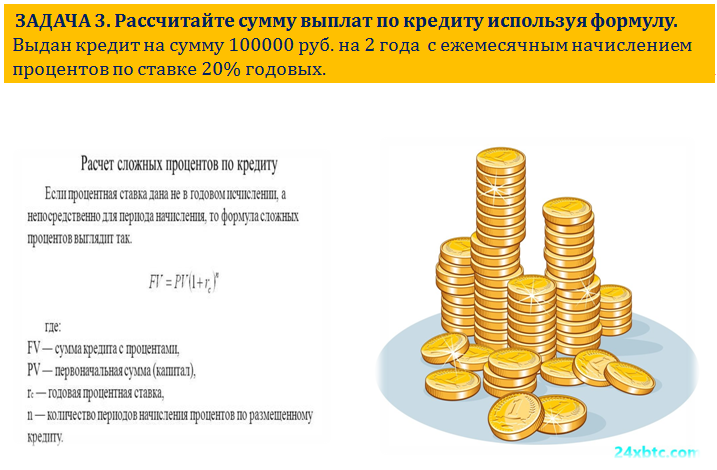 ЗАДАЧА 3. Рассчитайте сумму выплат по кредиту используя формулу.
Выдан кредит на сумму 100000 руб. на 2 года с ежемесячным начислением
процентов по ставке 20% годовых.
Расчет сложных процентов по кредиту
Если процентная ставка дана не в годовом исчислении, а
непосредственно для периода начисления, то формула сложных
процентов выглядит так.
FV = PV(1+r_c)^n
где:
FV — сумма кредита с процентами,
PV — первоначальная сумма (капитал),
r_c — годовая процентная ставка,
n — количество периодов начисления процентов по размещенному
кредиту.
24xbtc.com